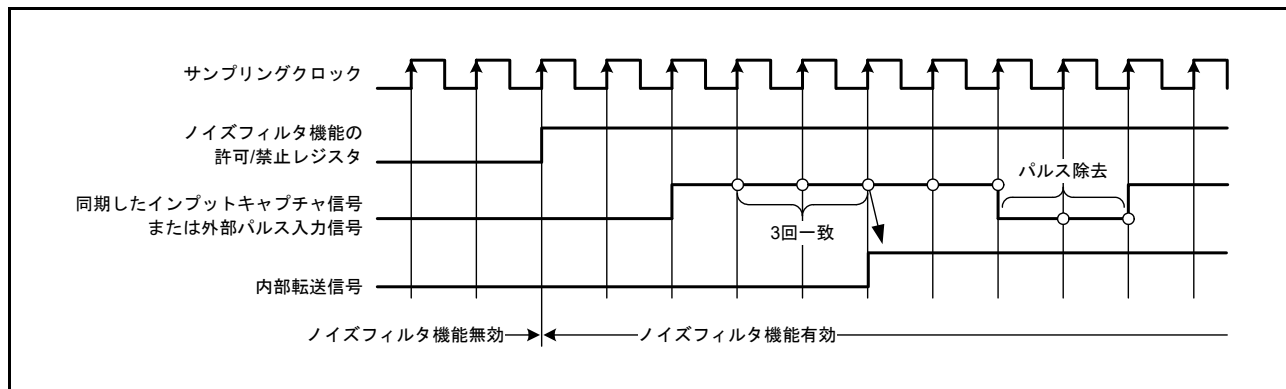 サンプリングクロック
ノイズフィルタ機能の
許可/禁止レジスタ
パルス除去
同期したインプットキャプチャ信号
または外部パルス入力信号
3回一致
内部転送信号
ノイズフィルタ機能無効
ノイズフィルタ機能有効